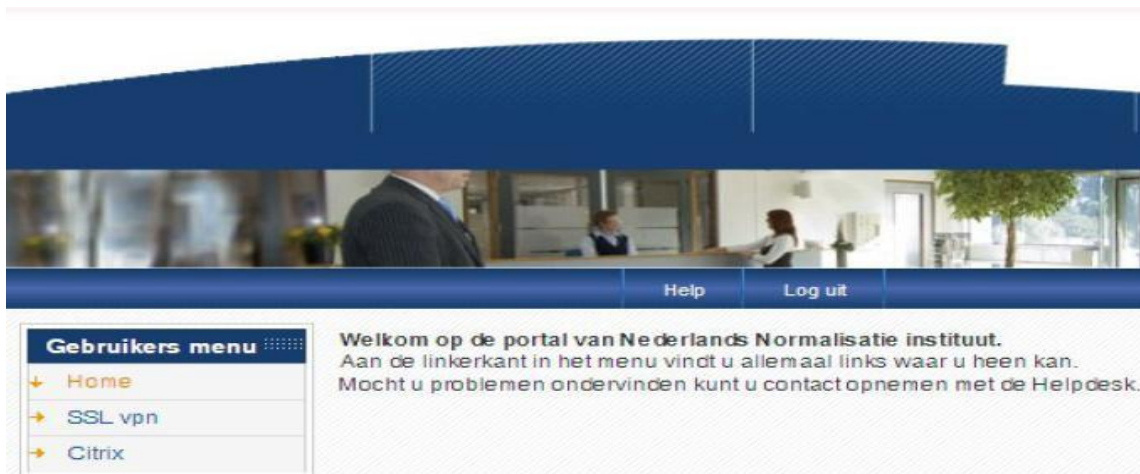 Help
Log uit
Gebruikers menu
Home
SSL vpn
Citrix
Welkom op de portal van Nederlands Normalisatie instituut.
Aan de linkerkant in het menu vindt u allemaal links waar u heen kan.
Mocht u problemen ondervinden kunt u contact opnemen met de Helpdesk.